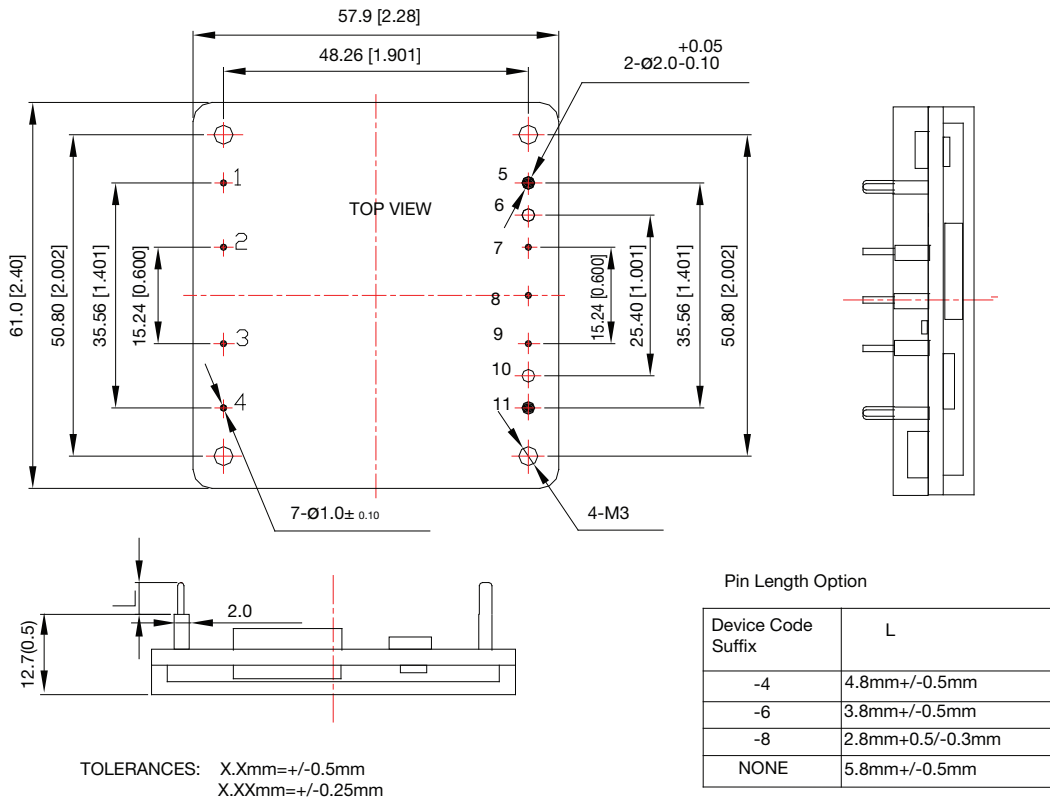 57.9 [2.28]
48.26 [1.901]
+0.05
2-Ø2.0-0.10
61.0 [2.40]
50.80 [2.002]
35.56 [1.401]
15.24 [0.600]
1
2
3
4
TOP VIEW
5
6
7
8
9
10
11
15.24 [0.600]
25.40 [1.001]
35.56 [1.401]
50.80 [2.002]
7-Ø1.0± 0.10
4-M3
L
2.0
12.7(0.5)
Pin Length Option
Device Code Suffix L
-4 4.8mm+/-0.5mm
-6 3.8mm+/-0.5mm
-8 2.8mm+0.5/-0.3mm
NONE 5.8mm+/-0.5mm
TOLERANCES: X.Xmm=+/-0.5mm
X.XXmm=+/-0.25mm